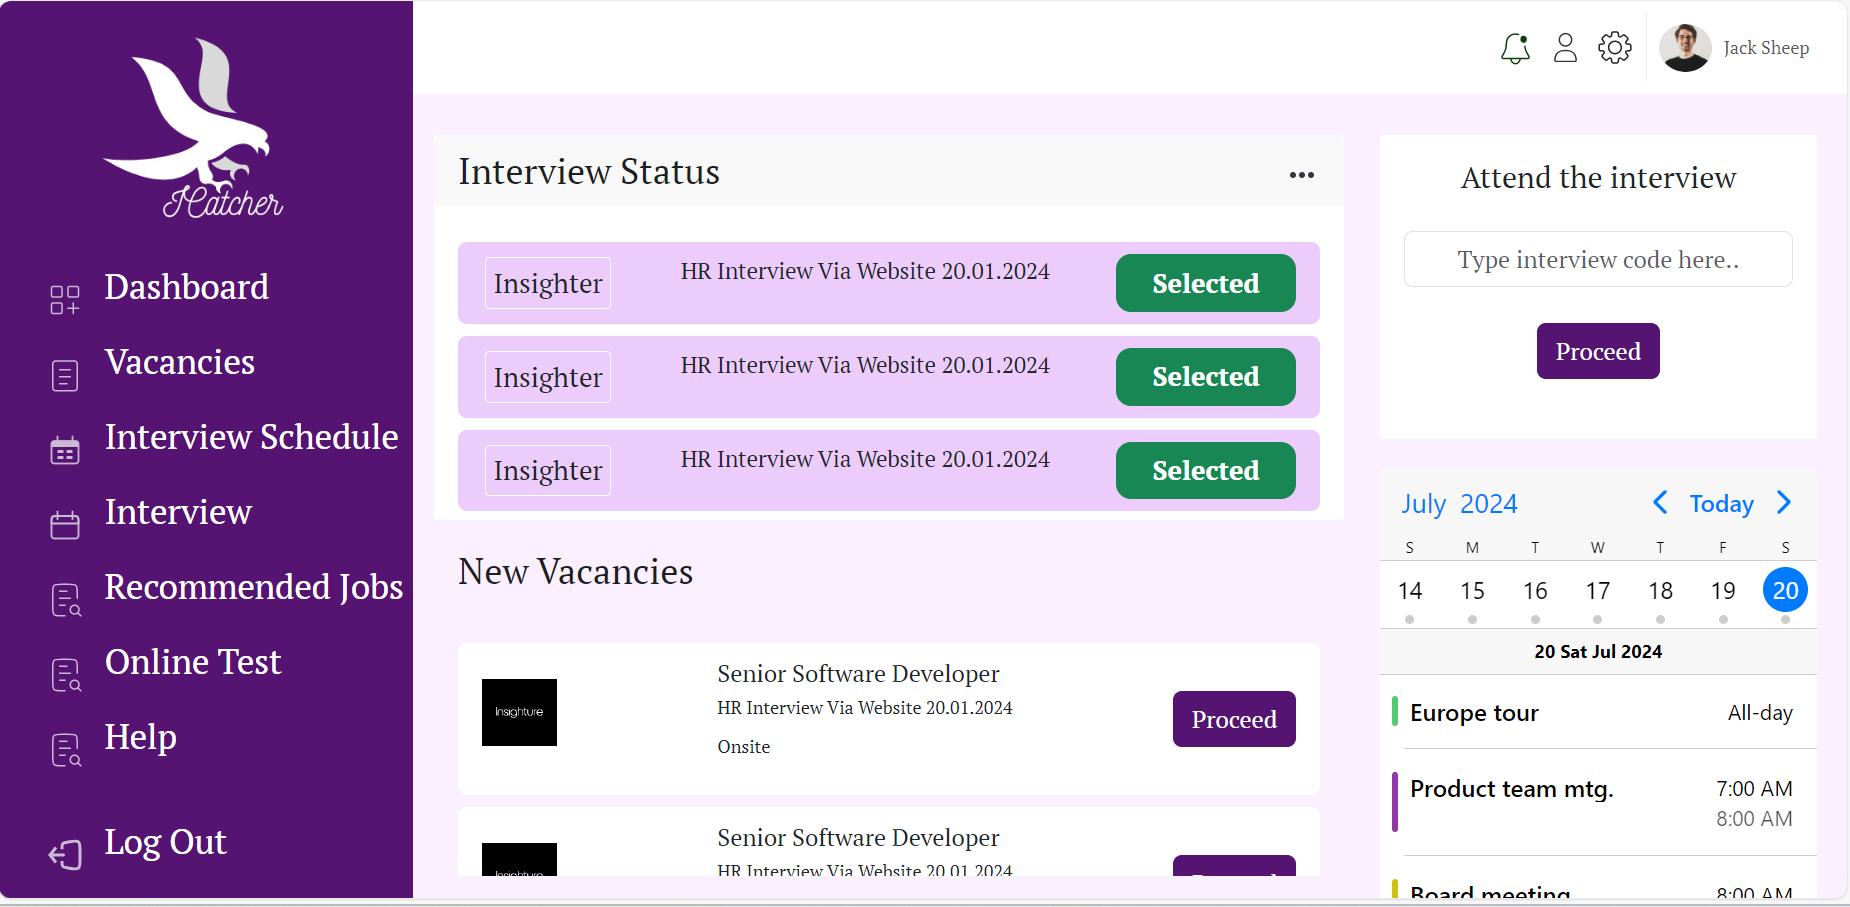 HCatcher
Dashboard
Vacancies
Interview Schedule
Interview
Recommended Jobs
Online Test
Help
Log Out
Jack Sheep
Interview Status
Insighter HR Interview Via Website 20.01.2024 Selected
Insighter HR Interview Via Website 20.01.2024 Selected
Insighter HR Interview Via Website 20.01.2024 Selected
New Vacancies
Insighture
Senior Software Developer
HR Interview Via Website 20.01.2024
Onsite
Proceed
Insighture
Senior Software Developer
HR Interview Via Website 20.01.2024
Proceed
Attend the interview
Type interview code here..
Proceed
July 2024 Today
S M T W T F S
14 15 16 17 18 19 20
20 Sat Jul 2024
Europe tour All-day
Product team mtg. 7:00 AM
8:00 AM
Board meeting 8:00 AM